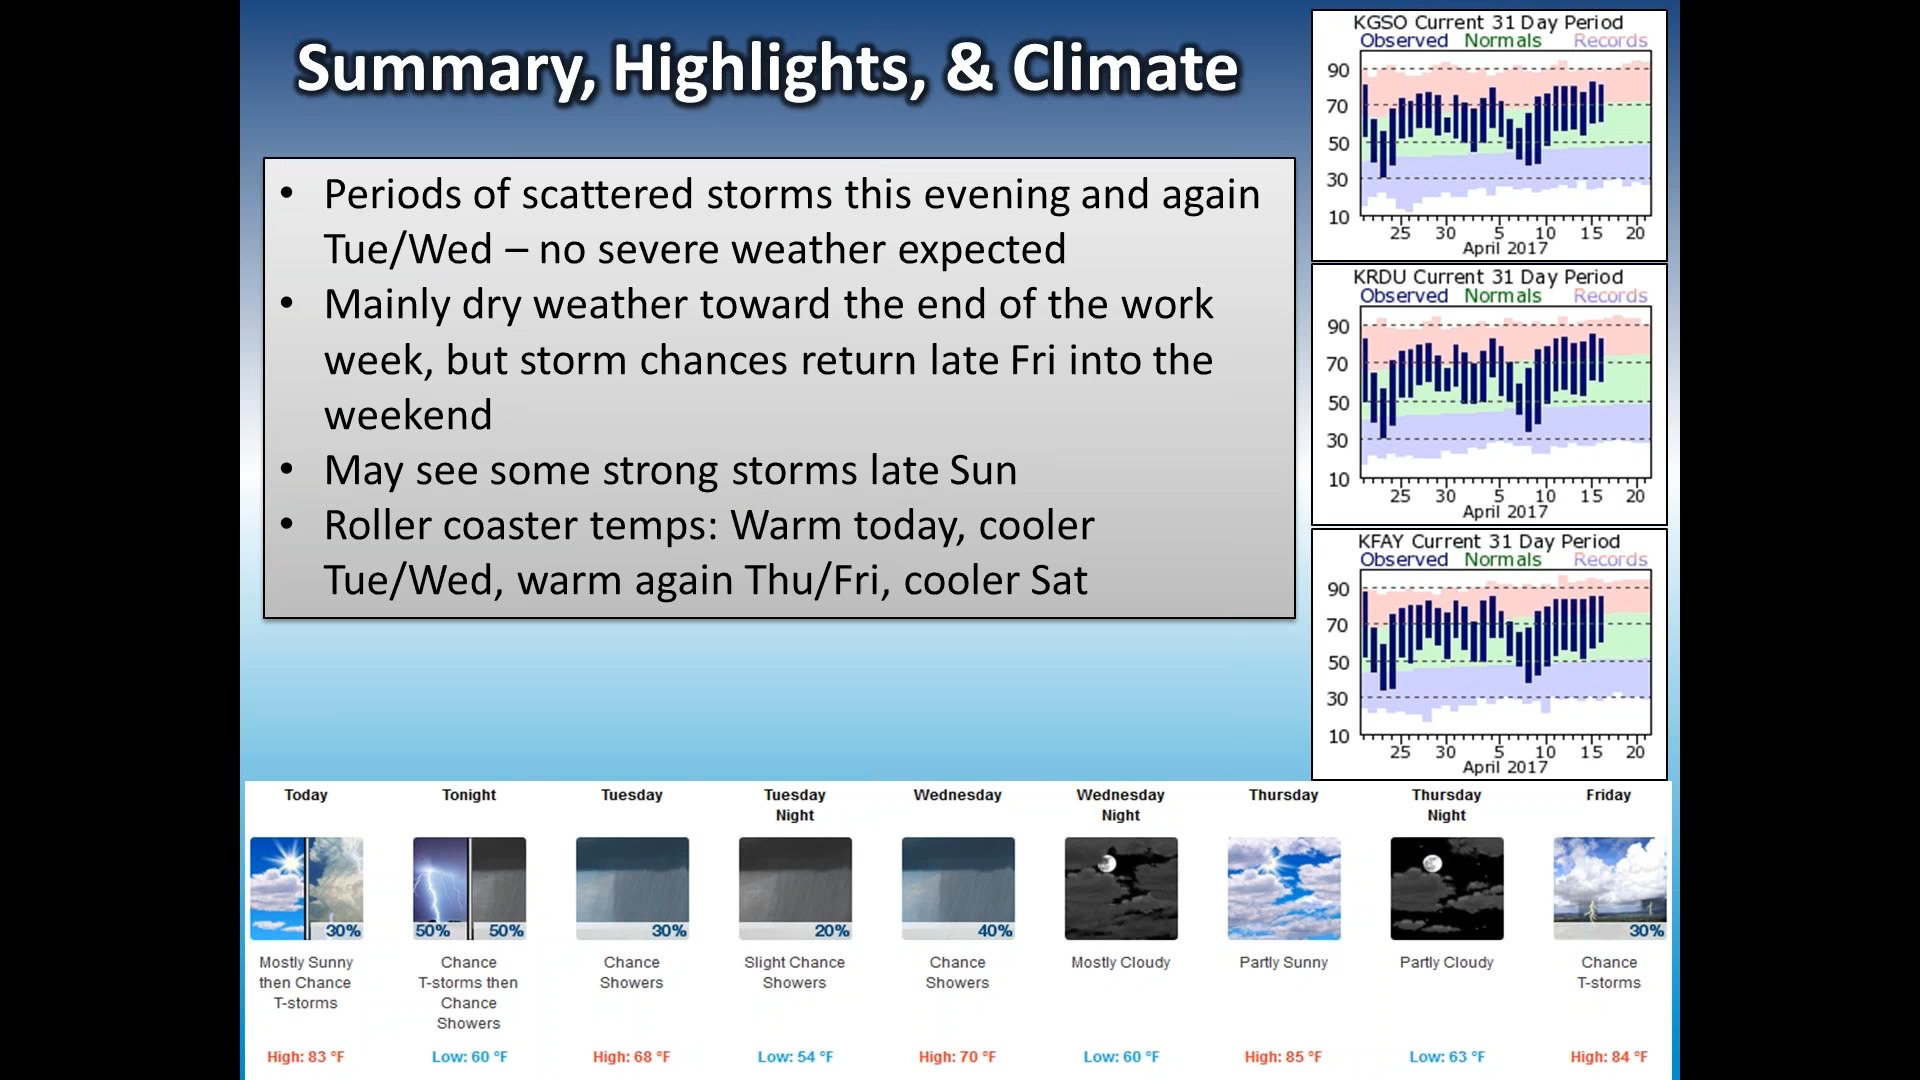 Summary, Highlights, & Climate
• Periods of scattered storms this evening and again
Tue/Wed – no severe weather expected
• Mainly dry weather toward the end of the work
week, but storm chances return late Fri into the
weekend
• May see some strong storms late Sun
• Roller coaster temps: Warm today, cooler
Tue/Wed, warm again Thu/Fri, cooler Sat
KGSO Current 31 Day Period
Observed Normals Records
90
70
50
30
10
25 30 5 10 15 20
April 2017
KRDU Current 31 Day Period
Observed Normals Records
90
70
50
30
10
25 30 5 10 15 20
April 2017
KFAY Current 31 Day Period
Observed Normals Records
90
70
50
30
10
25 30 5 10 15 20
April 2017
Today
30%
Mostly Sunny
then Chance
T-storms
High: 83 °F
Tonight
50% 50%
Chance
T-storms then
Chance
Showers
Low: 60 °F
Tuesday
30%
Chance
Showers
High: 68 °F
Tuesday
Night
20%
Slight Chance
Showers
Low: 54 °F
Wednesday
40%
Chance
Showers
High: 70 °F
Wednesday
Night
Mostly Cloudy
Low: 60 °F
Thursday
Partly Sunny
High: 85 °F
Thursday
Night
Partly Cloudy
Low: 63 °F
Friday
30%
Chance
T-storms
High: 84 °F